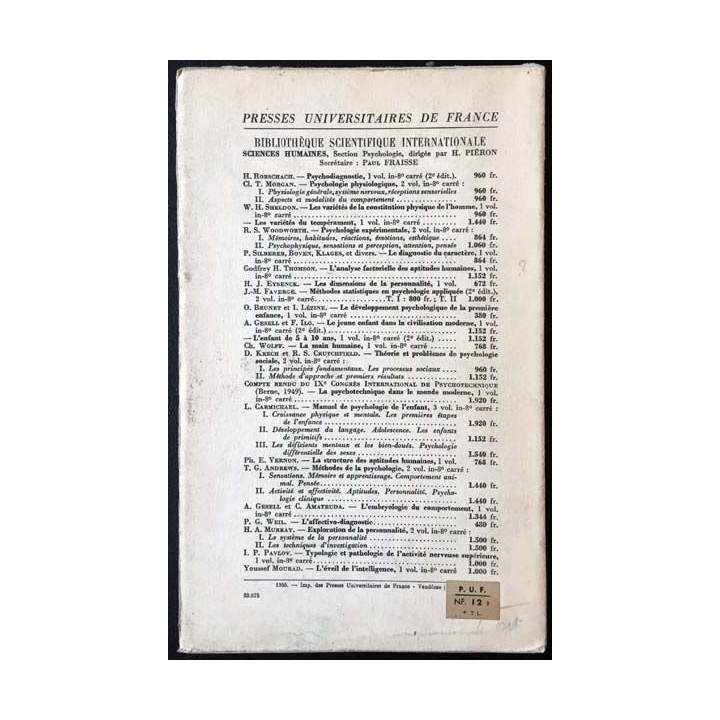 PRESSES UNIVERSITAIRES DE FRANCE
BIBLIOTHÈQUE SCIENTIFIQUE INTERNATIONALE
SCIENCES HUMAINES, Section Psychologie, dirigée par H. PIÉRON
Secrétaire : PAUL FRAISSE
H. RORSCHACH. — Psychodiagnostic, 1 vol. in-8º carré (2e édit.). 960 fr.
Cl. T. MORGAN. — Psychologie physiologique, 2 vol. in-8º carré :
I. Physiologie générale, système nerveux, réceptions sensorielles 960 fr.
II. Aspects et modalités du comportement .................. 960 fr.
W. H. SHELDON. — Les variétés de la constitution physique de l'homme, 1 vol.
in-8º carré .................. 960 fr.
— Les variétés du tempérament, 1 vol. in-8º carré .......... 1.440 fr.
R. S. WOODWORTH. — Psychologie expérimentale, 2 vol. in-8º carré :
I. Mémoires, habitudes, réactions, émotions, esthétique .... 864 fr.
II. Psychophysique, sensations et perception, attention, pensée 1.060 fr.
P. SILBERER, BOVEN, KLAGES, et divers. — Le diagnostic du caractère, 1 vol.
in-8º carré .................. 864 fr.
Godfrey H. THOMSON. — L'analyse factorielle des aptitudes humaines, 1 vol.
in-8º carré .................. 1.152 fr.
H. J. EYSENCK. — Les dimensions de la personnalité, 1 vol. 672 fr.
J.-M. FAVERGE. — Méthodes statistiques en psychologie appliquée (2e édit.),
2 vol. in-8º carré .................. T. I : 800 fr. ; T. II 1.000 fr.
O. BRUNET et I. LÉZINE. — Le développement psychologique de la première
enfance, 1 vol. in-8º carré .................. 380 fr.
A. GESELL et F. ILG. — Le jeune enfant dans la civilisation moderne, 1 vol.
in-8º carré (2e édit.) .................. 1.152 fr.
— L'enfant de 5 à 10 ans, 1 vol. in-8º carré (2e édit.) ..... 1.152 fr.
Ch. WOLFF. — La main humaine, 1 vol. in-8º carré .......... 768 fr.
D. KRECH et R. S. CRUTCHFIELD. — Théorie et problèmes de psychologie
sociale, 2 vol. in-8º carré :
I. Les principes fondamentaux. Les processus sociaux .... 960 fr.
II. Méthode d'approche et premiers résultats .............. 1.152 fr.
COMPTE RENDU DU IXe CONGRÈS INTERNATIONAL DE PSYCHOTECHNIQUE
(Berne, 1949). — La psychotechnique dans le monde moderne, 1 vol.
in-8º carré .................. 1.920 fr.
L. CARMICHAEL. — Manuel de psychologie de l'enfant, 3 vol. in-8º carré :
I. Croissance physique et mentale. Les premières étapes
de l'enfance .................. 1.920 fr.
II. Développement du langage. Adolescence. Les enfants
de primitifs .................. 1.152 fr.
III. Les déficients mentaux et les bien-doués. Psychologie
différentielle des sexes .................. 1.540 fr.
Ph. E. VERNON. — La structure des aptitudes humaines, 1 vol. 768 fr.
T. G. ANDREWS. — Méthodes de la psychologie, 2 vol. in-8º carré :
I. Sensations. Mémoire et apprentissage. Comportement ani-
mal. Pensée .................. 1.440 fr.
II. Activité et affectivité. Aptitudes. Personnalité. Psycho-
logie clinique .................. 1.440 fr.
A. GESELL et C. AMATRUDA. — L'embryologie du comportement, 1 vol.
in-8º carré .................. 1.344 fr.
P. G. WEIL. — L'affectivo-diagnostic .................. 480 fr.
H. A. MURRAY. — Exploration de la personnalité, 2 vol. in-8º carré :
I. Le système de la personnalité .................. 1.500 fr.
II. Les techniques d'investigation .................. 1.500 fr.
I. P. PAVLOV. — Typologie et pathologie de l'activité nerveuse supérieure,
1 vol. in-8º carré .................. 1.000 fr.
Youssef MOURAD. — L'éveil de l'intelligence, 1 vol. in-8º carré 1.000 fr.
1955. — Imp. des Presses Universitaires de France - Vendôme
23.875
P. U. F.
NF. 12
+ T.L.